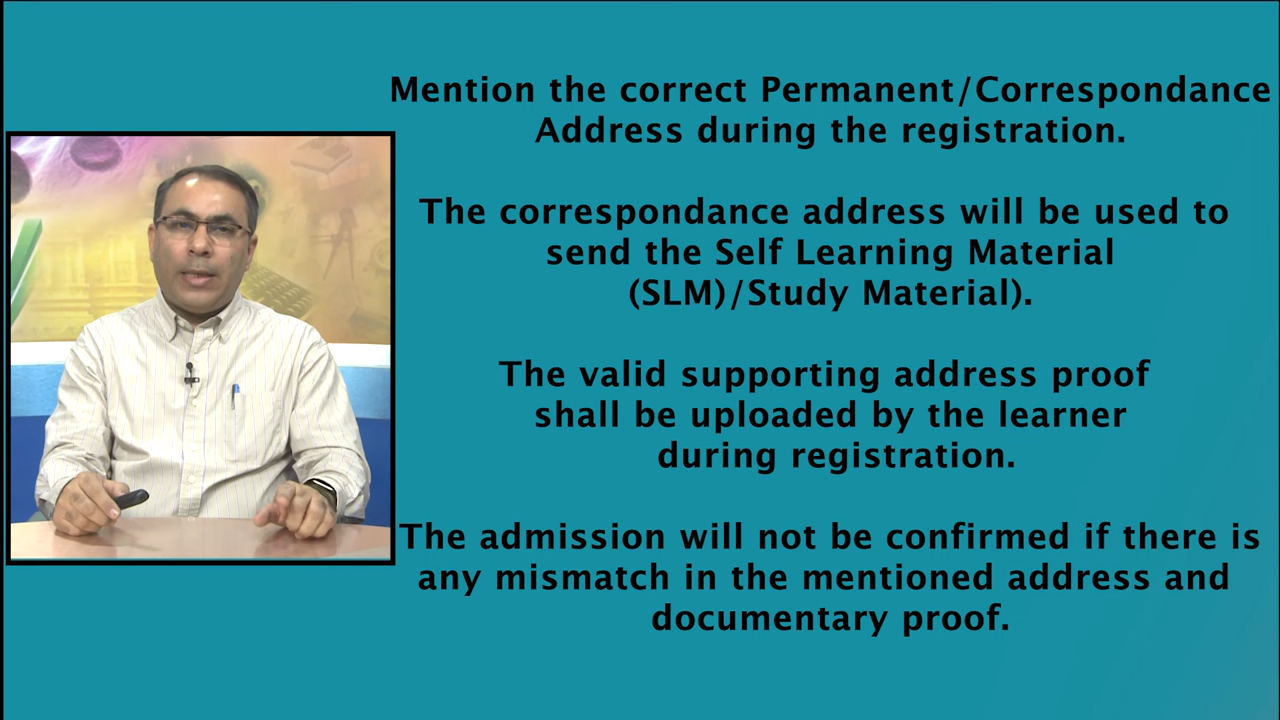 Mention the correct Permanent/Correspondance
Address during the registration.
The correspondance address will be used to
send the Self Learning Material
(SLM)/Study Material).
The valid supporting address proof
shall be uploaded by the learner
during registration.
The admission will not be confirmed if there is
any mismatch in the mentioned address and
documentary proof.